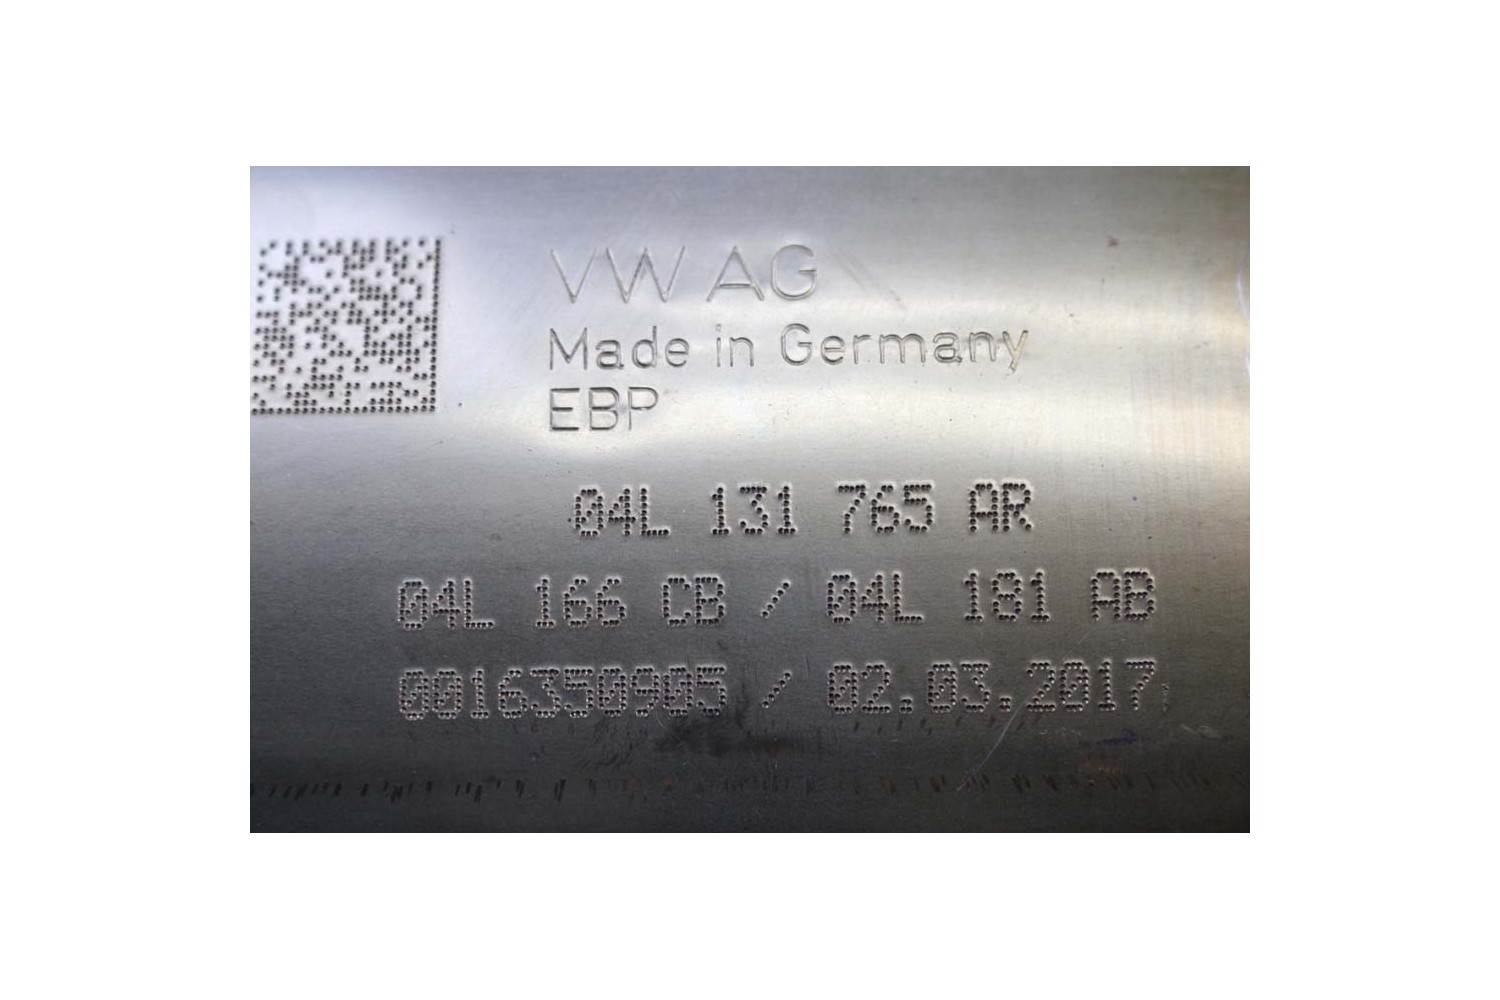 VW AG
Made in Germany
EBP
04L 131 765 AR
04L 166 CB / 04L 181 AB
0016350905 / 02.03.2017